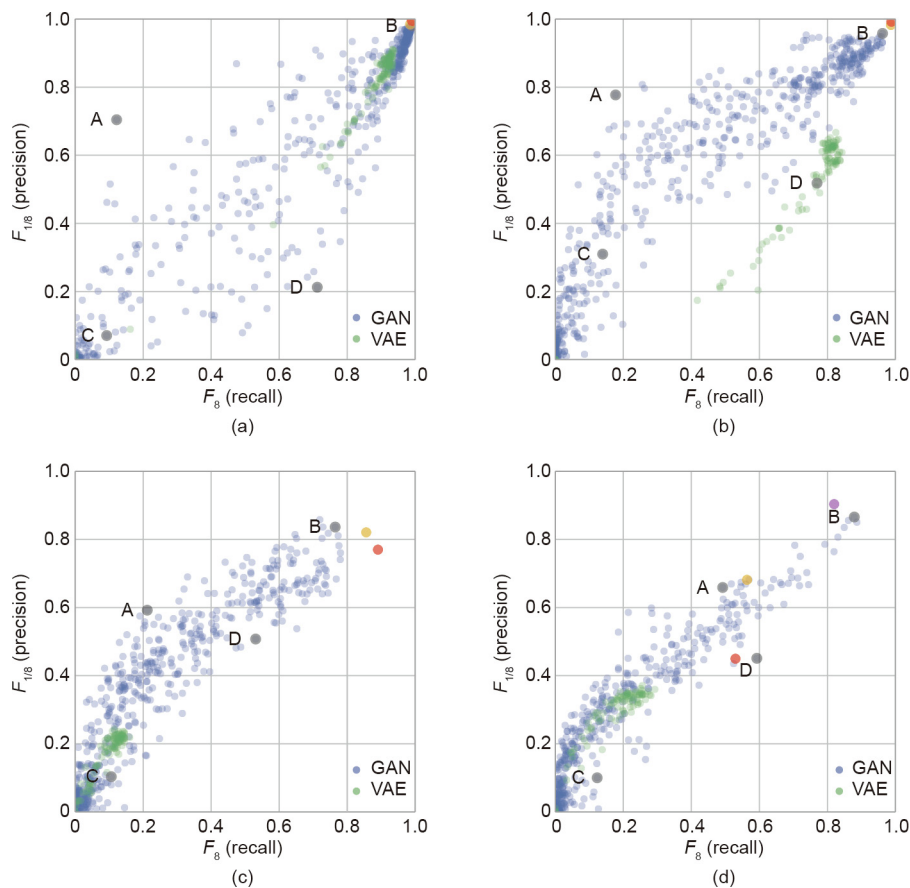 1.0
0.8
0.6
0.4
0.2
0
F1/8 (precision)
A
B
C
D
GAN
VAE
0 0.2 0.4 0.6 0.8 1.0
F8 (recall)
(a)
1.0
0.8
0.6
0.4
0.2
0
F1/8 (precision)
A
B
C
D
GAN
VAE
0 0.2 0.4 0.6 0.8 1.0
F8 (recall)
(b)
1.0
0.8
0.6
0.4
0.2
0
F1/8 (precision)
A
B
C
D
GAN
VAE
0 0.2 0.4 0.6 0.8 1.0
F8 (recall)
(c)
1.0
0.8
0.6
0.4
0.2
0
F1/8 (precision)
A
B
C
D
GAN
VAE
0 0.2 0.4 0.6 0.8 1.0
F8 (recall)
(d)